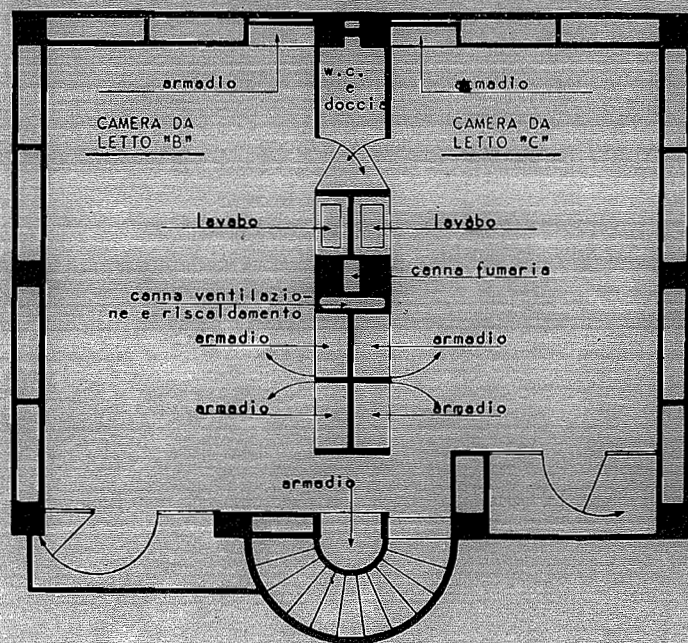 w.c.
e
doccia
armadio
armadio
CAMERA DA
LETTO "B"
CAMERA DA
LETTO "C"
lavabo
lavabo
canna fumaria
canna ventilazio-
ne e riscaldamento
armadio
armadio
armadio
armadio
armadio